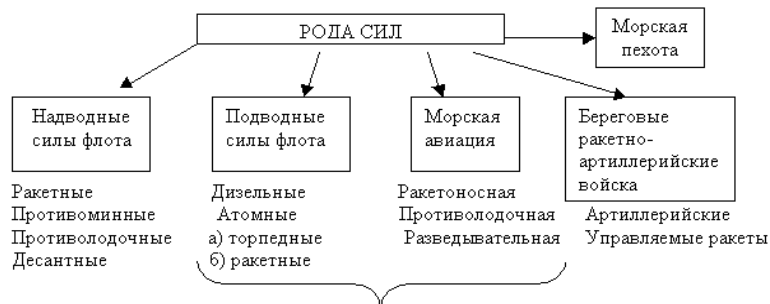 РОДА СИЛ
Морская
пехота
Надводные
силы флота
Подводные
силы флота
Морская
авиация
Береговые
ракетно-
артиллерийские
войска
Ракетные
Противоминные
Противолодочные
Десантные
Дизельные
Атомные
а) торпедные
б) ракетные
Ракетоносная
Противолодочная
Разведывательная
Артиллерийские
Управляемые ракеты